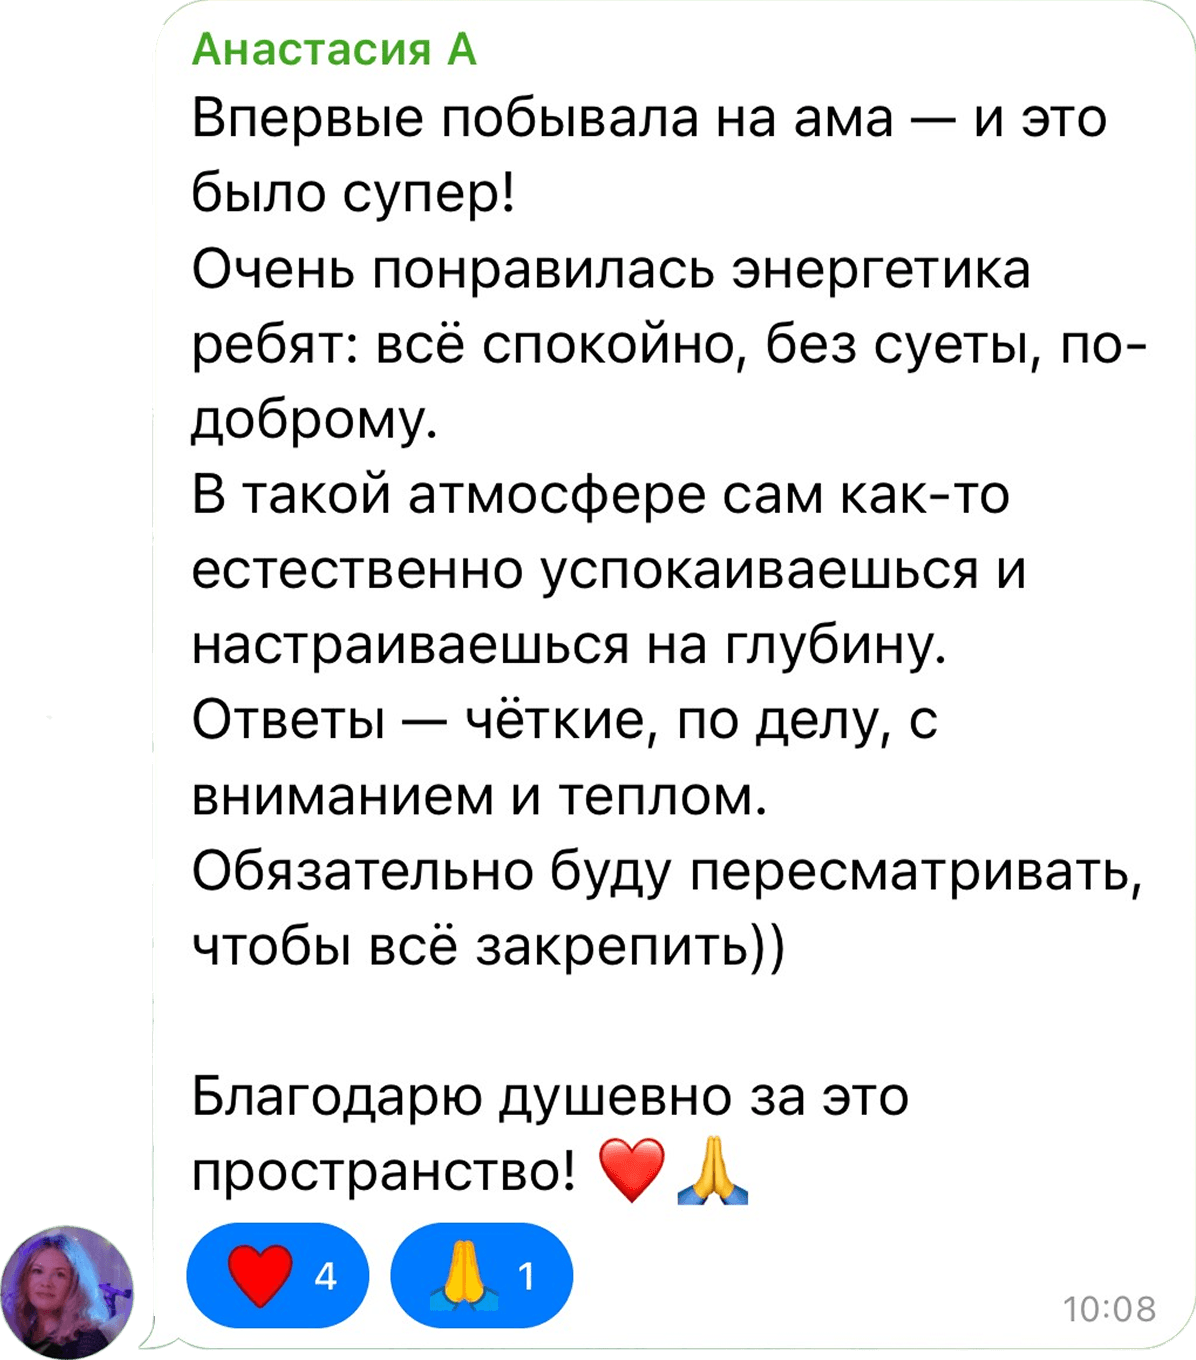 Анастасия А
Впервые побывала на ама — и это
было супер!
Очень понравилась энергетика
ребят: всё спокойно, без суеты, по-
доброму.
В такой атмосфере сам как-то
естественно успокаиваешься и
настраиваешься на глубину.
Ответы — чёткие, по делу, с
вниманием и теплом.
Обязательно буду пересматривать,
чтобы всё закрепить))
Благодарю душевно за это
пространство! ❤️🙏
❤️ 4 🙏 1
10:08